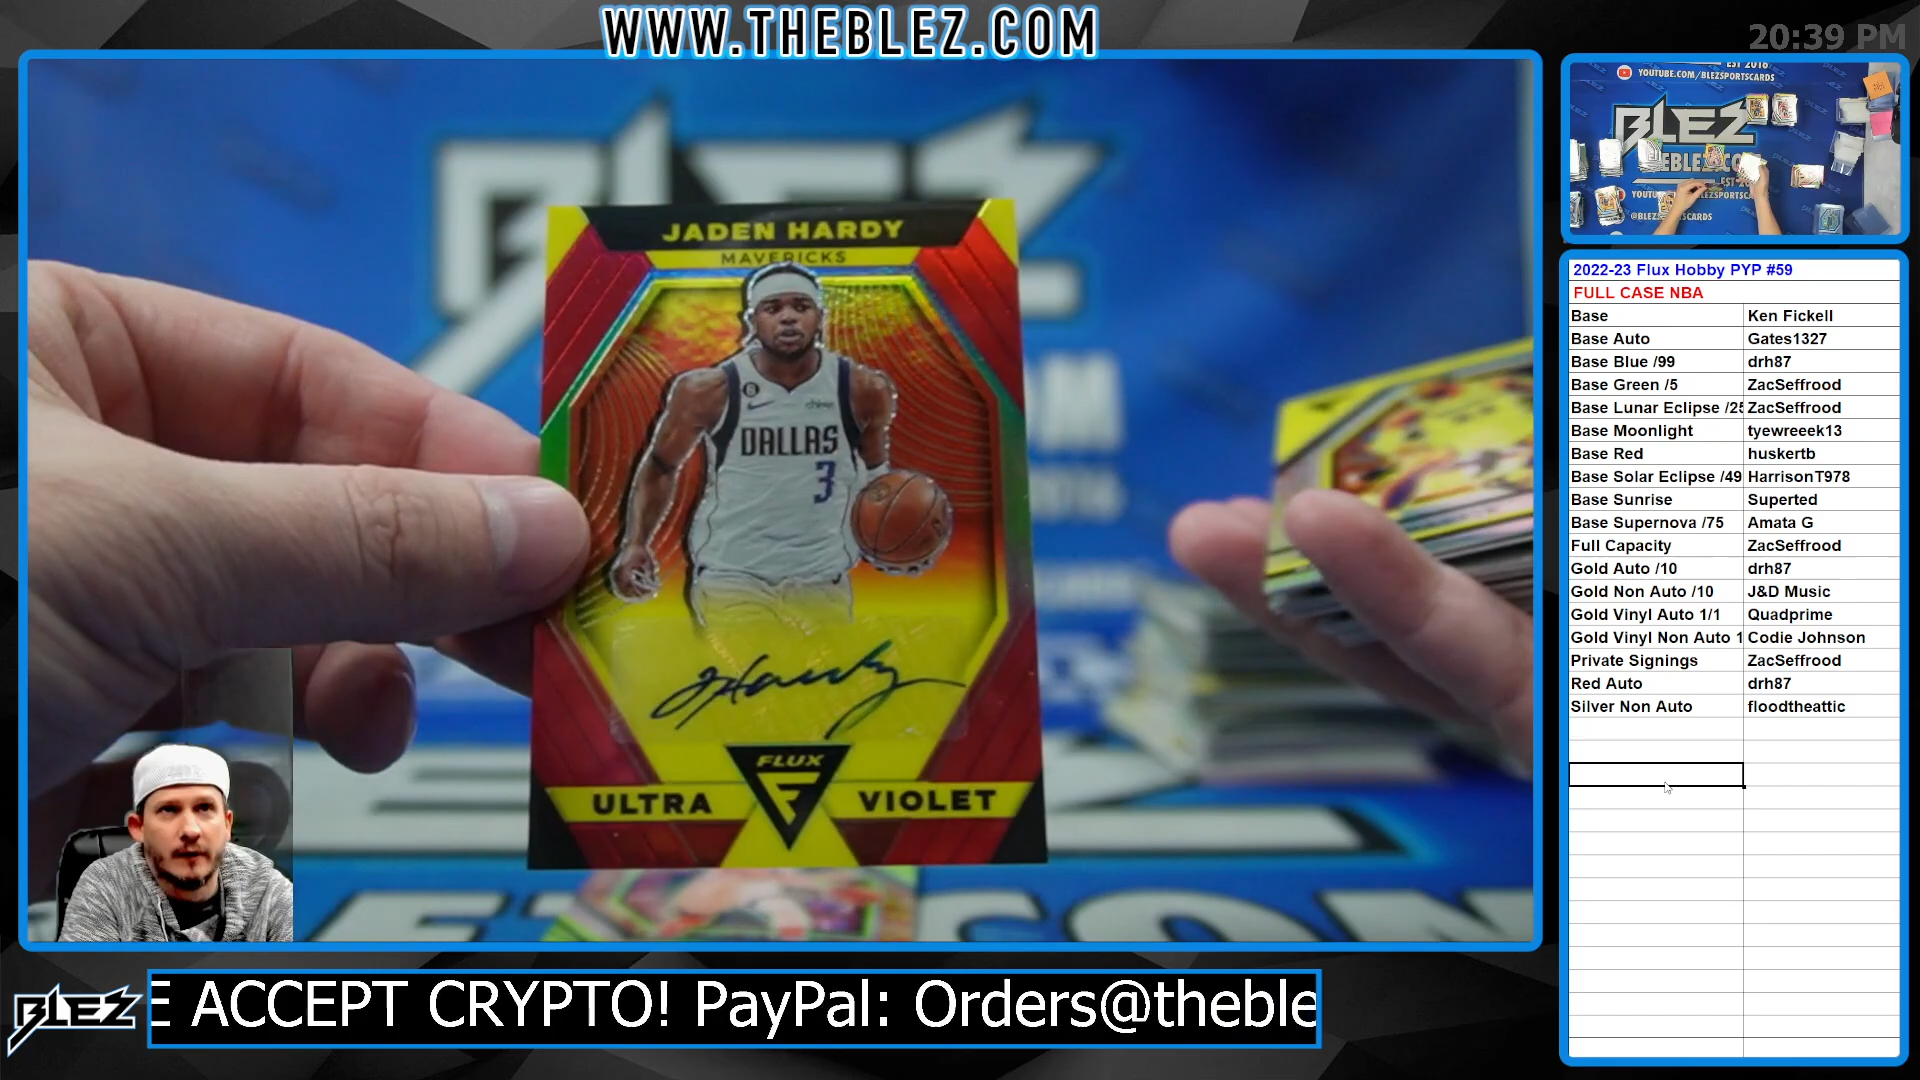 WWW.THEBLEZ.COM
20:39 PM
EST 2016
YOUTUBE.COM/BLEZSPORTSCARDS
BLEZ
JADEN HARDY
MAVERICKS
DALLAS
3
JHardy
FLUX
ULTRA VIOLET
2022-23 Flux Hobby PYP #59
FULL CASE NBA
Base Ken Fickell
Base Auto Gates1327
Base Blue /99 drh87
Base Green /5 ZacSeffrood
Base Lunar Eclipse /25 ZacSeffrood
Base Moonlight tyewreeek13
Base Red huskertb
Base Solar Eclipse /49 HarrisonT978
Base Sunrise Superted
Base Supernova /75 Amata G
Full Capacity ZacSeffrood
Gold Auto /10 drh87
Gold Non Auto /10 J&D Music
Gold Vinyl Auto 1/1 Quadprime
Gold Vinyl Non Auto 1 Codie Johnson
Private Signings ZacSeffrood
Red Auto drh87
Silver Non Auto floodtheattic
BLEZ
E ACCEPT CRYPTO! PayPal: Orders@theble